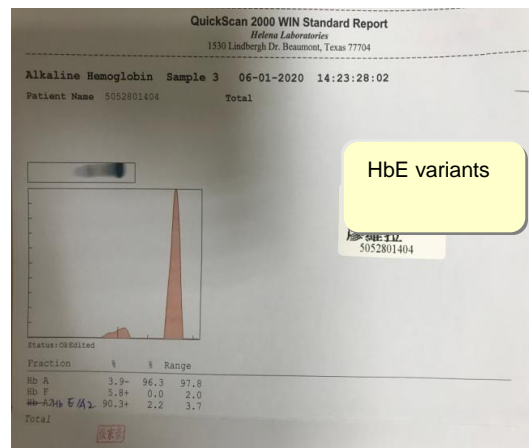 QuickScan 2000 WIN Standard Report
Helena Laboratories
1530 Lindbergh Dr. Beaumont, Texas 77704
Alkaline Hemoglobin Sample 3 06-01-2020 14:23:28:02
Patient Name 5052801404 Total
HbE variants
5052801404
Status:OkEdited
Fraction % % Range
Hb A 3.9- 96.3 97.8
Hb F 5.8+ 0.0 2.0
Hb A2 Hb E/A2 90.3+ 2.2 3.7
Total